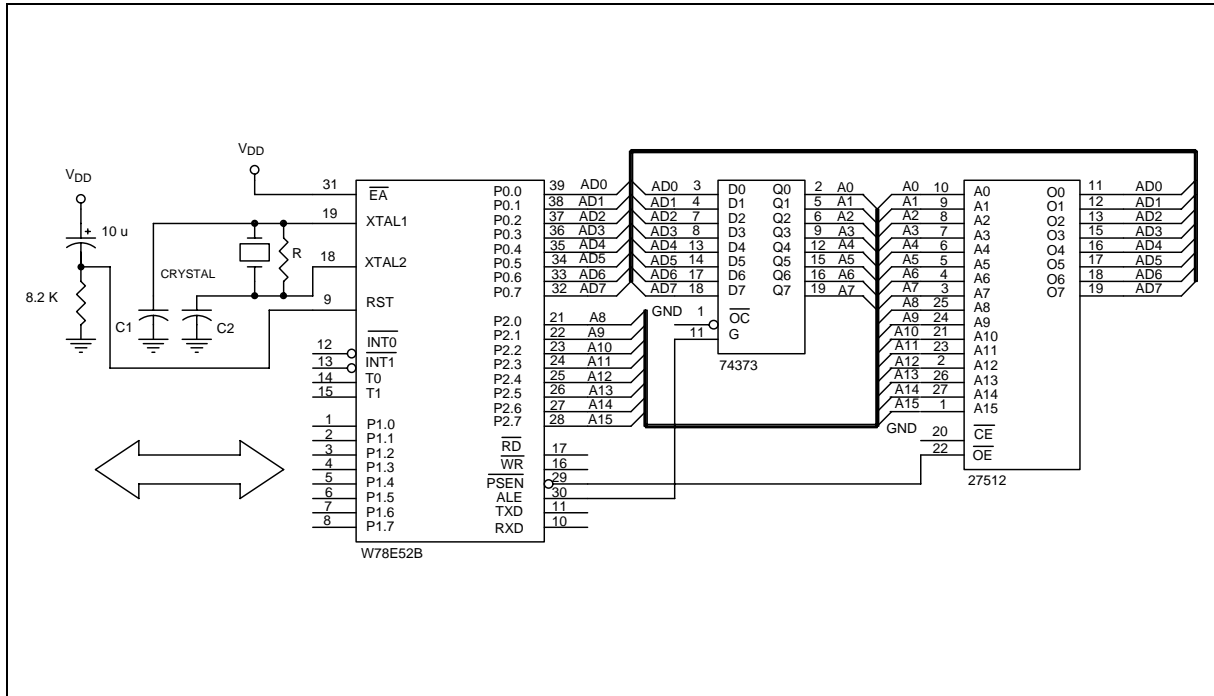 VDD
10 u
8.2 K
VDD
CRYSTAL
R
C1
C2
31 EA
19 XTAL1
18 XTAL2
9 RST
12 INT0
13 INT1
14 T0
15 T1
1 P1.0
2 P1.1
3 P1.2
4 P1.3
5 P1.4
6 P1.5
7 P1.6
8 P1.7
P0.0 39 AD0
P0.1 38 AD1
P0.2 37 AD2
P0.3 36 AD3
P0.4 35 AD4
P0.5 34 AD5
P0.6 33 AD6
P0.7 32 AD7
P2.0 21 A8
P2.1 22 A9
P2.2 23 A10
P2.3 24 A11
P2.4 25 A12
P2.5 26 A13
P2.6 27 A14
P2.7 28 A15
RD 17
WR 16
PSEN 29
ALE 30
TXD 11
RXD 10
W78E52B
AD0 3 D0 Q0 2 A0
AD1 4 D1 Q1 5 A1
AD2 7 D2 Q2 6 A2
AD3 8 D3 Q3 9 A3
AD4 13 D4 Q4 12 A4
AD5 14 D5 Q5 15 A5
AD6 17 D6 Q6 16 A6
AD7 18 D7 Q7 19 A7
GND 1 OC
11 G
74373
A0 10 A0 O0 11 AD0
A1 9 A1 O1 12 AD1
A2 8 A2 O2 13 AD2
A3 7 A3 O3 15 AD3
A4 6 A4 O4 16 AD4
A5 5 A5 O5 17 AD5
A6 4 A6 O6 18 AD6
A7 3 A7 O7 19 AD7
A8 25 A8
A9 24 A9
A10 21 A10
A11 23 A11
A12 2 A12
A13 26 A13
A14 27 A14
A15 1 A15
GND 20 CE
22 OE
27512